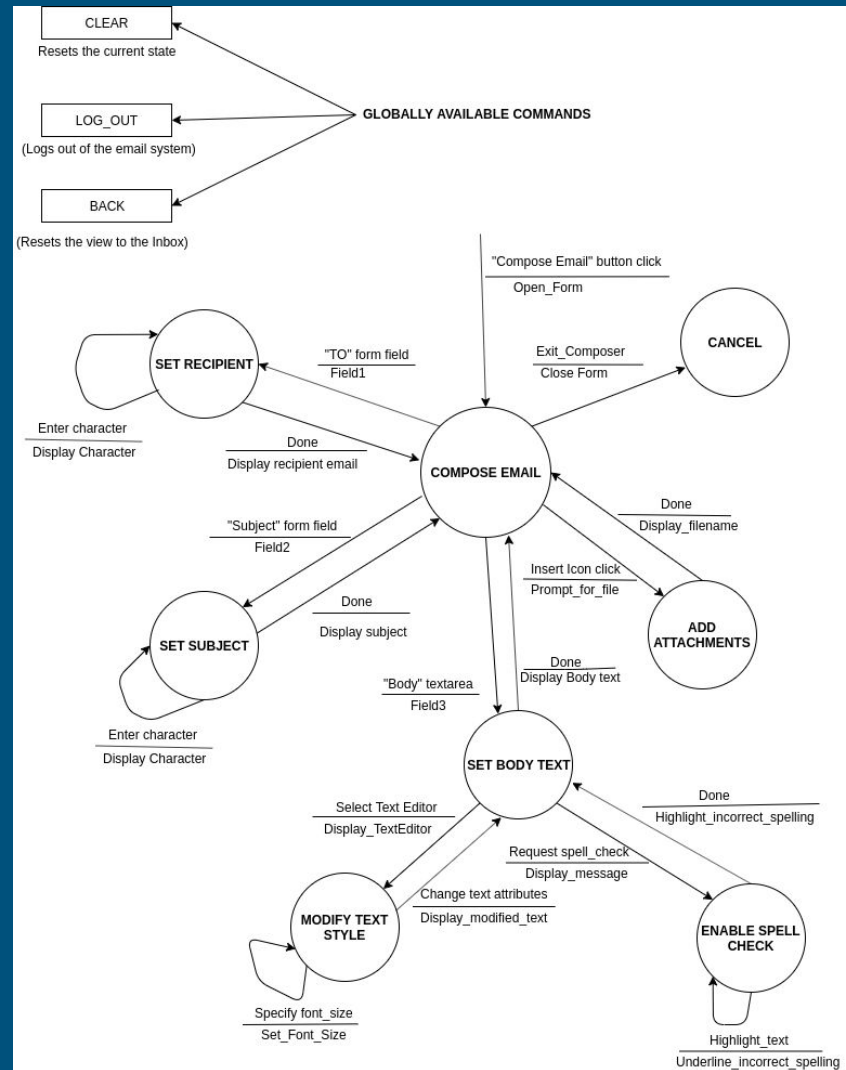 CLEAR
Resets the current state
LOG_OUT
(Logs out of the email system)
GLOBALLY AVAILABLE COMMANDS
BACK
(Resets the view to the Inbox)
"Compose Email" button click
Open_Form
CANCEL
Exit_Composer
Close Form
SET RECIPIENT
"TO" form field
Field1
Enter character
Display Character
Done
Display recipient email
COMPOSE EMAIL
Done
Display_filename
"Subject" form field
Field2
Insert Icon click
Prompt_for_file
Done
Display subject
ADD
ATTACHMENTS
SET SUBJECT
Done
Display Body text
"Body" textarea
Field3
Enter character
Display Character
SET BODY TEXT
Select Text Editor
Display_TextEditor
Done
Highlight_incorrect_spelling
Request spell_check
Display_message
Change text attributes
Display_modified_text
MODIFY TEXT
STYLE
ENABLE SPELL
CHECK
Specify font_size
Set_Font_Size
Highlight_text
Underline_incorrect_spelling